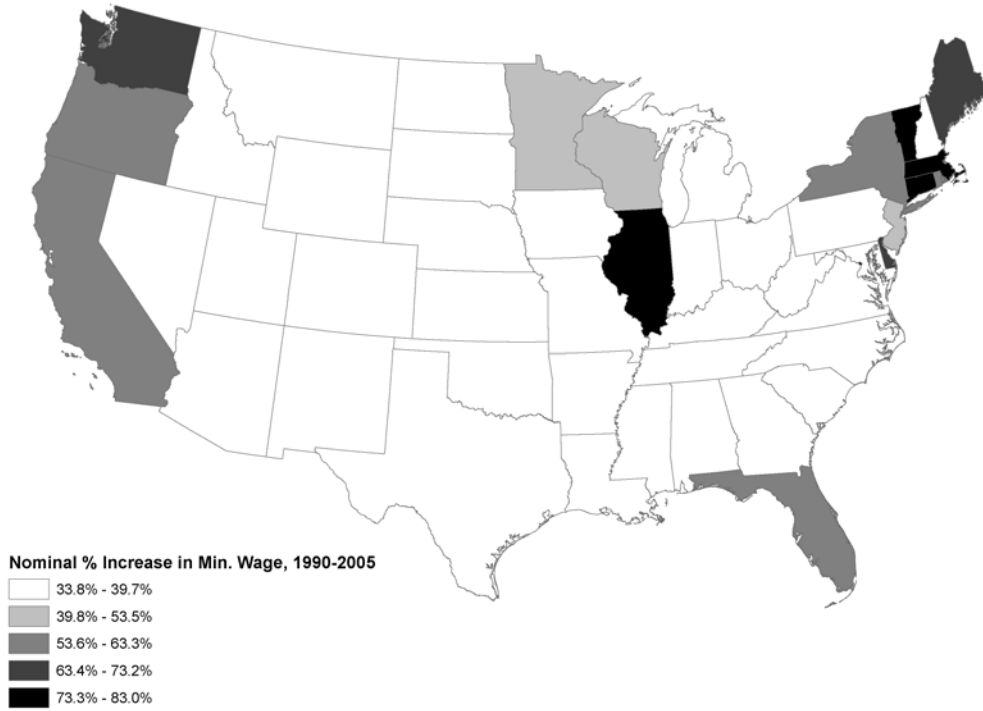 Nominal % Increase in Min. Wage, 1990-2005
33.8% - 39.7%
39.8% - 53.5%
53.6% - 63.3%
63.4% - 73.2%
73.3% - 83.0%